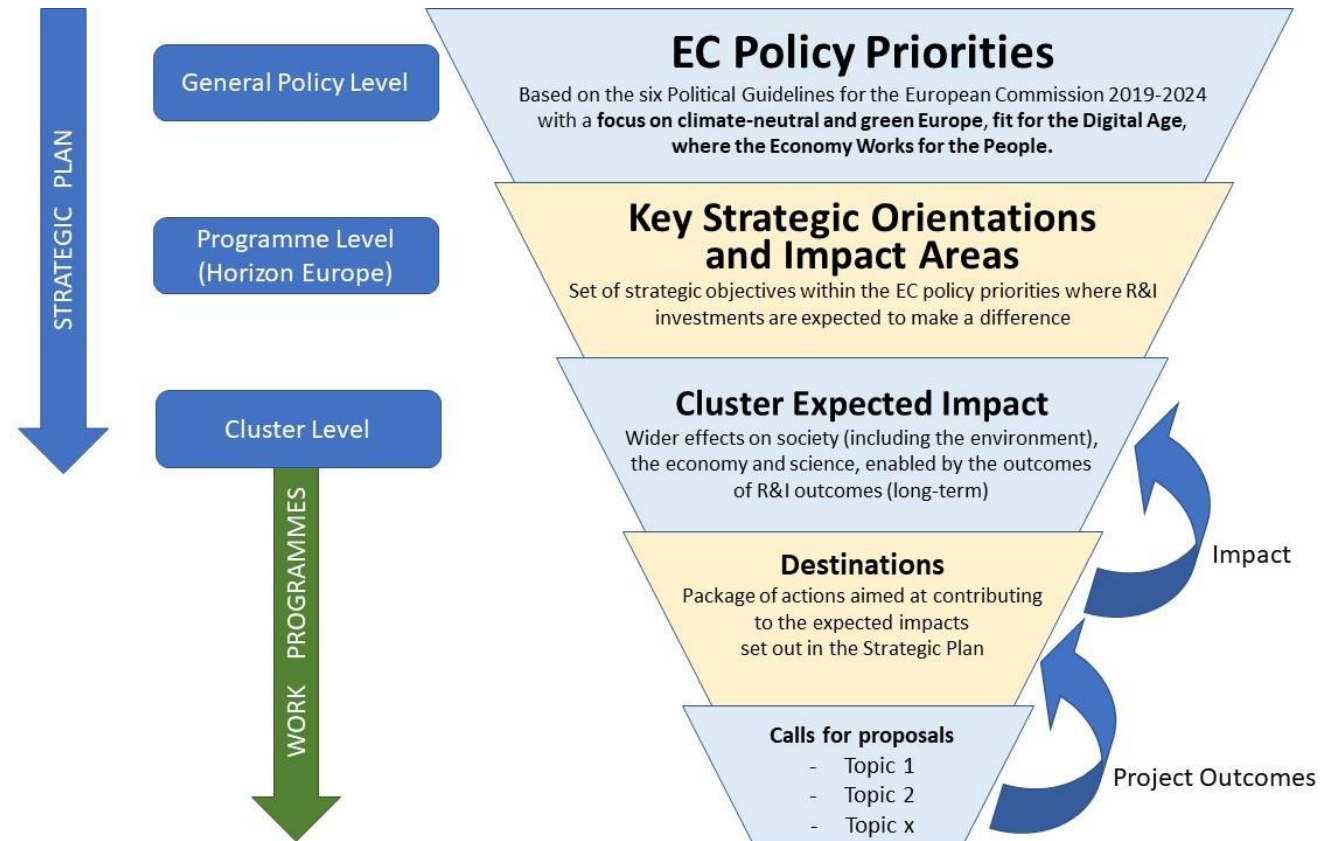 STRATEGIC PLAN
General Policy Level
EC Policy Priorities
Based on the six Political Guidelines for the European Commission 2019-2024
with a focus on climate-neutral and green Europe, fit for the Digital Age,
where the Economy Works for the People.
Programme Level
(Horizon Europe)
Key Strategic Orientations
and Impact Areas
Set of strategic objectives within the EC policy priorities where R&I
investments are expected to make a difference
Cluster Level
Cluster Expected Impact
Wider effects on society (including the environment),
the economy and science, enabled by the outcomes
of R&I outcomes (long-term)
WORK PROGRAMMES
Destinations
Package of actions aimed at contributing
to the expected impacts
set out in the Strategic Plan
Impact
Calls for proposals
- Topic 1
- Topic 2
- Topic x
Project Outcomes